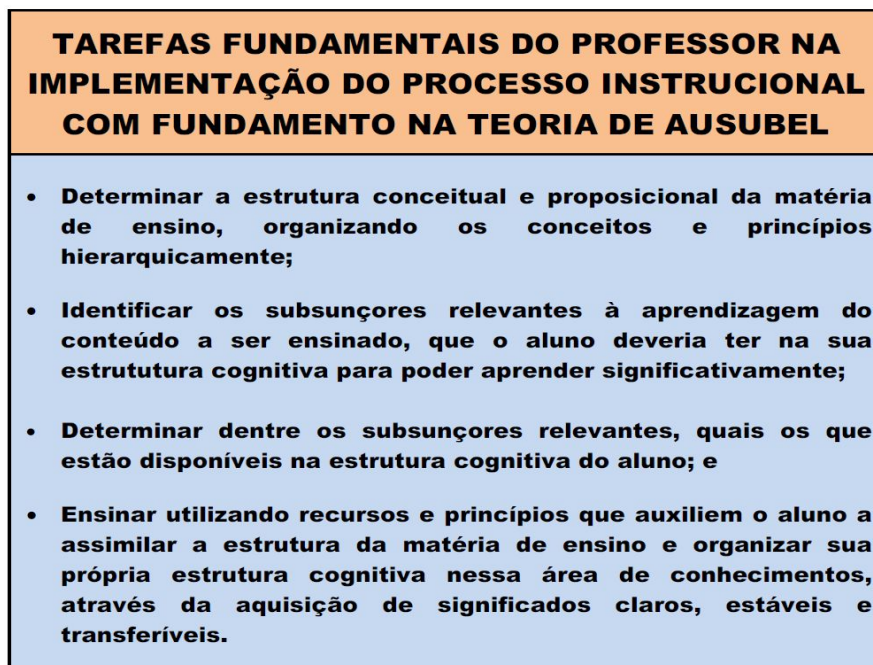 TAREFAS FUNDAMENTAIS DO PROFESSOR NA
IMPLEMENTAÇÃO DO PROCESSO INSTRUCIONAL
COM FUNDAMENTO NA TEORIA DE AUSUBEL
• Determinar a estrutura conceitual e proposicional da matéria
de ensino, organizando os conceitos e princípios
hierarquicamente;
• Identificar os subsunçores relevantes à aprendizagem do
conteúdo a ser ensinado, que o aluno deveria ter na sua
estrututura cognitiva para poder aprender significativamente;
• Determinar dentre os subsunçores relevantes, quais os que
estão disponíveis na estrutura cognitiva do aluno; e
• Ensinar utilizando recursos e princípios que auxiliem o aluno a
assimilar a estrutura da matéria de ensino e organizar sua
própria estrutura cognitiva nessa área de conhecimentos,
através da aquisição de significados claros, estáveis e
transferíveis.